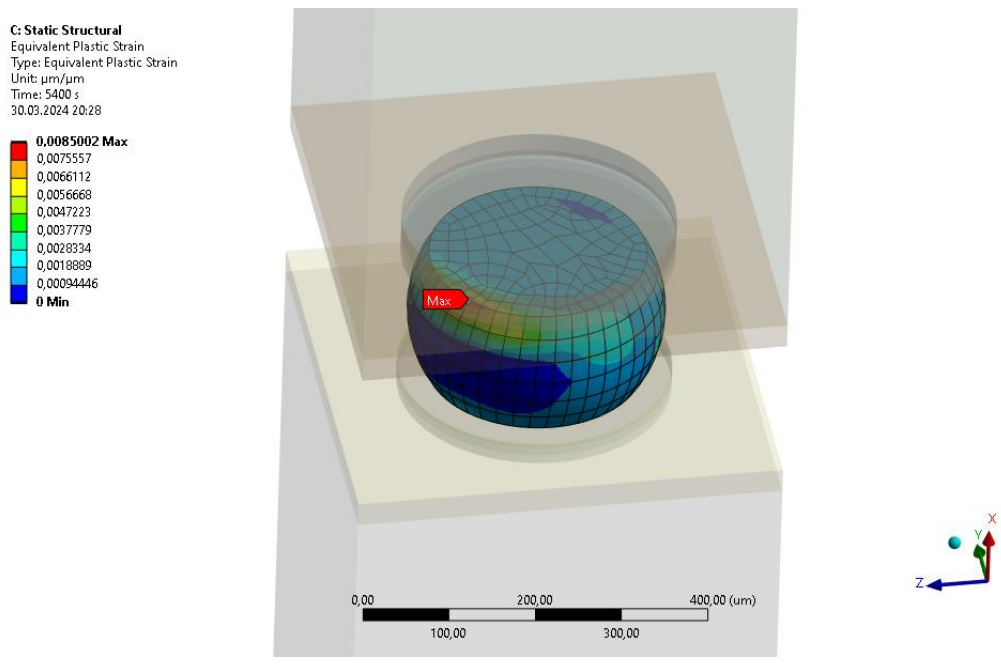 C: Static Structural
Equivalent Plastic Strain
Type: Equivalent Plastic Strain
Unit: µm/µm
Time: 5400 s
30.03.2024 20:28
0,0085002 Max
0,0075557
0,0066112
0,0056668
0,0047223
0,0037779
0,0028334
0,0018889
0,00094446
0 Min
Max
0,00 200,00 400,00 (um)
100,00 300,00
X
Y
Z